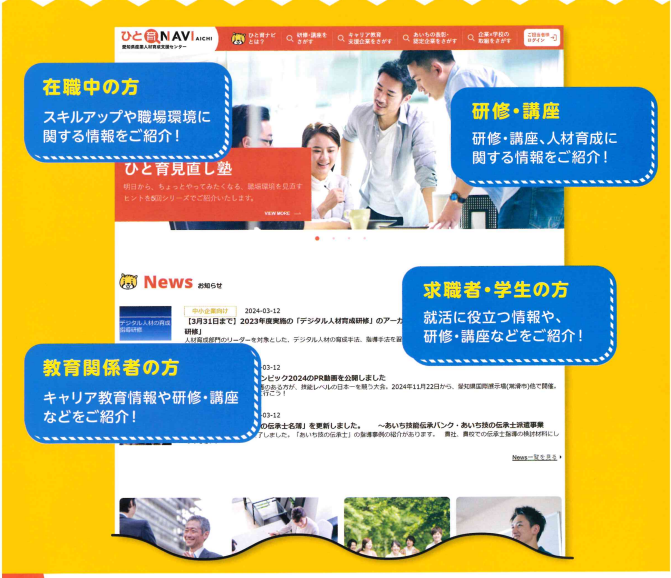 ひと育NAVI AICHI
愛知県産業人材育成支援センター
ひと育ナビ
とは？
研修・講座を
さがす
キャリア教育
支援企業をさがす
あいちの表彰・
認定企業をさがす
企業・学校の
取組をさがす
ご担当者様
ログイン
在職中の方
スキルアップや職場環境に
関する情報をご紹介！
研修・講座
研修・講座、人材育成に
関する情報をご紹介！
ひと育見直し塾
明日から、ちょっとやってみたくなる、職場環境を見直す
ヒントを
シリーズでご紹介いたします。
VIEW MORE
News お知らせ
求職者・学生の方
就活に役立つ情報や、
研修・講座などをご紹介！
デジタル人材の育成
中小企業向け 2024-03-12
【3月31日まで】2023年度実施の「デジタル人材育成研修」のアーカ
研修」
人材育成部門のリーダーを対象とした、デジタル人材の育成手法、指導手法を
教育関係者の方
キャリア教育情報や研修・講座
などをご紹介！
-03-12
ンピック2024のPR動画を公開しました
のある方が、技能レベルの日本一を競う大会。2024年11月22日から、愛知県国際展示場(常滑市)他で開催。
に行こう！
-03-12
の伝承士名簿」を更新しました。 ～あいち技能伝承バンク・あいち技の伝承士派遣事業
了しました。「あいち技の伝承士」の指導事例の紹介があります。 貴社、貴校での伝承士指導の検討材料にし
News一覧を見る